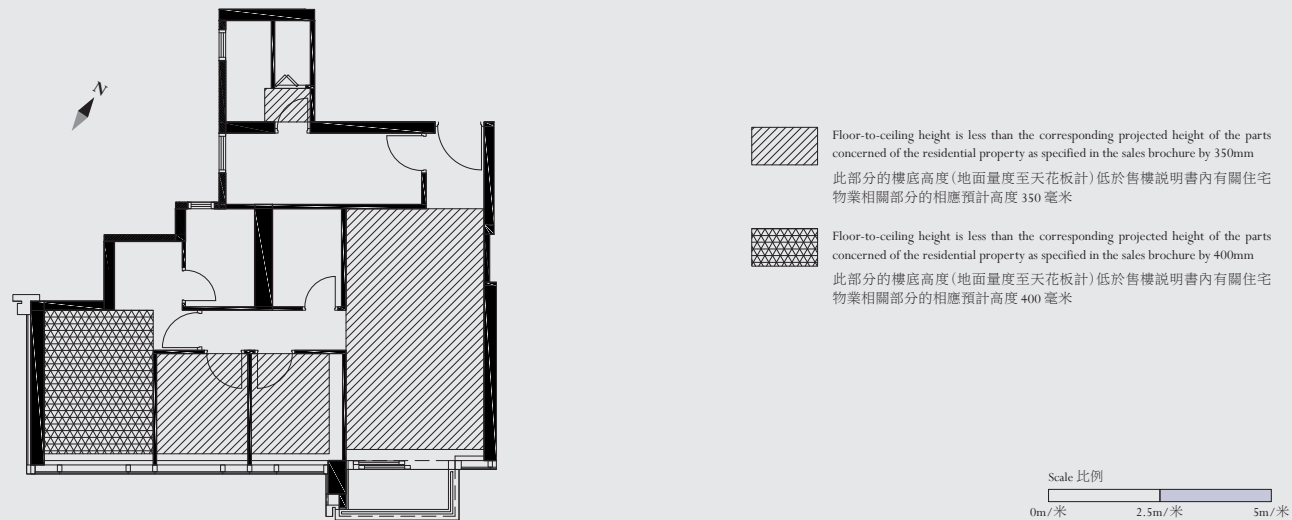 N
Floor-to-ceiling height is less than the corresponding projected height of the parts
concerned of the residential property as specified in the sales brochure by 350mm
此部分的樓底高度(地面量度至天花板計)低於售樓説明書內有關住宅
物業相關部分的相應預計高度 350 毫米
Floor-to-ceiling height is less than the corresponding projected height of the parts
concerned of the residential property as specified in the sales brochure by 400mm
此部分的樓底高度(地面量度至天花板計)低於售樓説明書內有關住宅
物業相關部分的相應預計高度 400 毫米
Scale 比例
0m/米 2.5m/米 5m/米